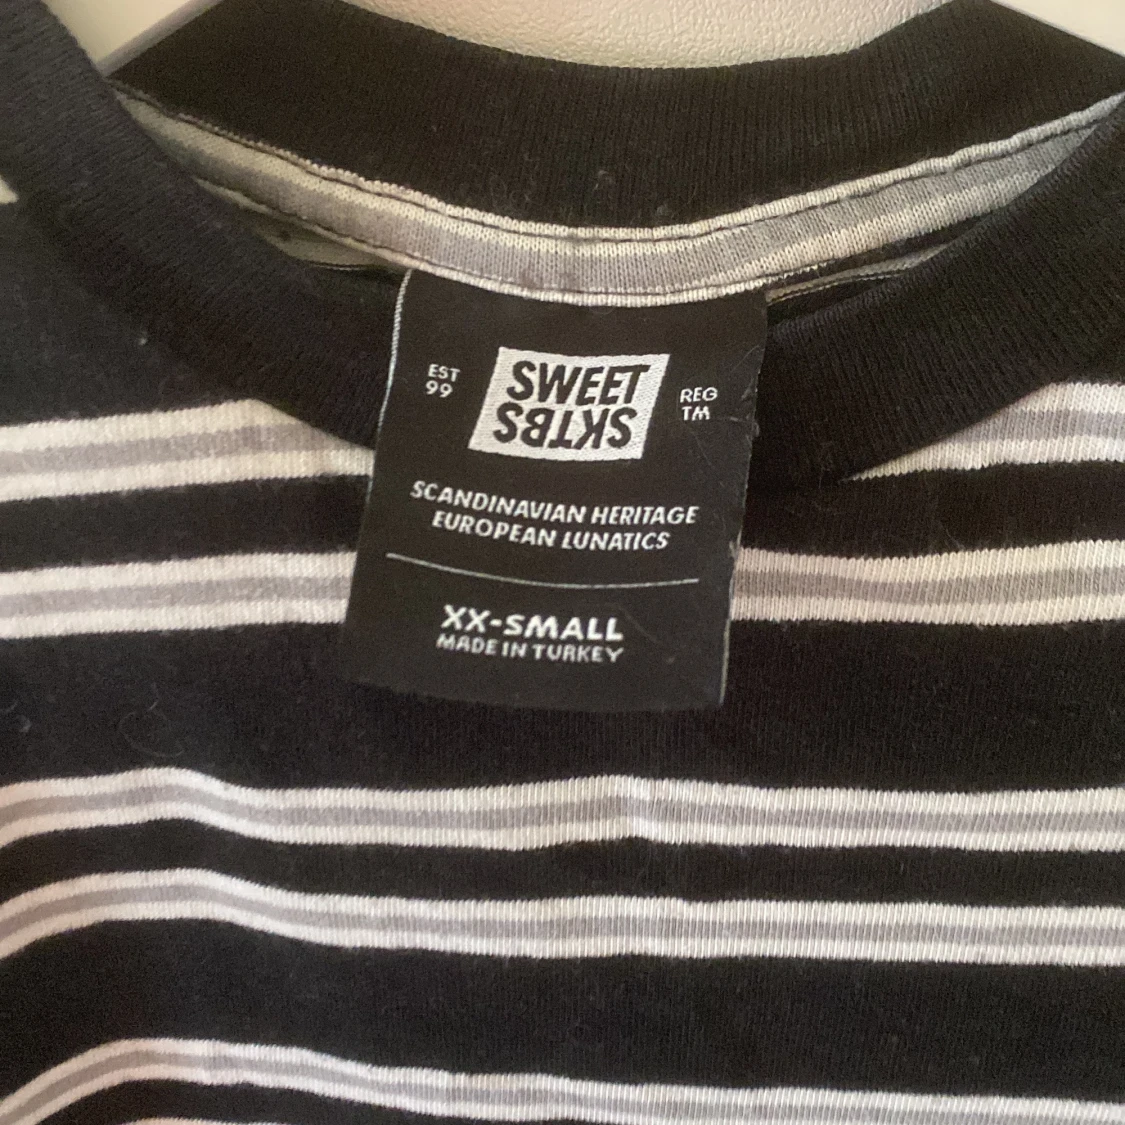 EST
99
SWEET
SKTBS
REG
TM
SCANDINAVIAN HERITAGE
EUROPEAN LUNATICS
XX-SMALL
MADE IN TURKEY